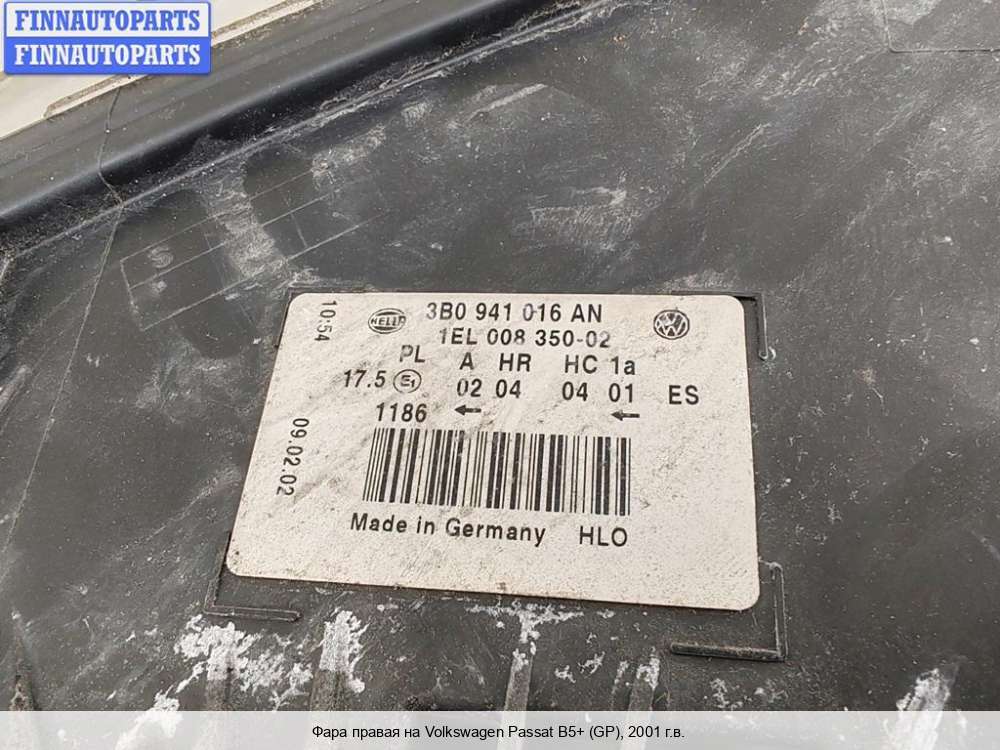 FINNAUTOPARTS
FINNAUTOPARTS
10:54
HELLA
3B0 941 016 AN
1EL 008 350-02
PL A HR HC 1a
17.5 E1 02 04 04 01 ES
1186 ← ←
09.02.02
Made in Germany HLO
Фара правая на Volkswagen Passat B5+ (GP), 2001 г.в.